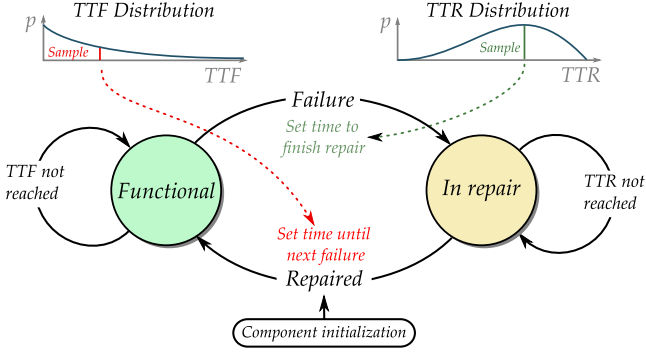 TTF Distribution
p
Sample
TTF
TTR Distribution
p
Sample
TTR
Failure
Set time to
finish repair
TTF not
reached
Functional
In repair
TTR not
reached
Set time until
next failure
Repaired
Component initialization